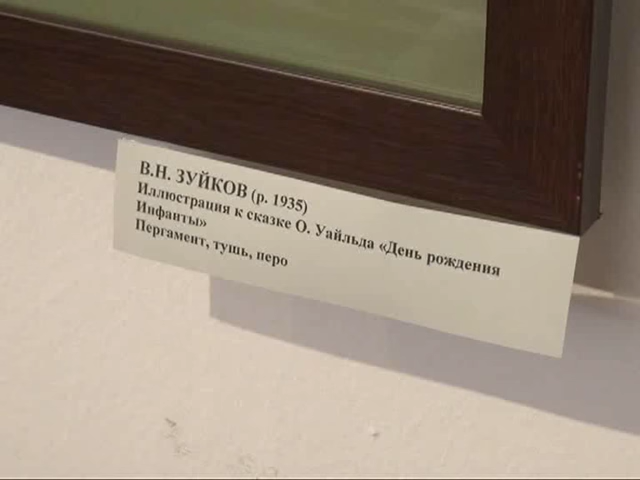 В.Н. ЗУЙКОВ (р. 1935)
Иллюстрация к сказке О. Уайльда «День рождения
Инфанты»
Пергамент, тушь, перо